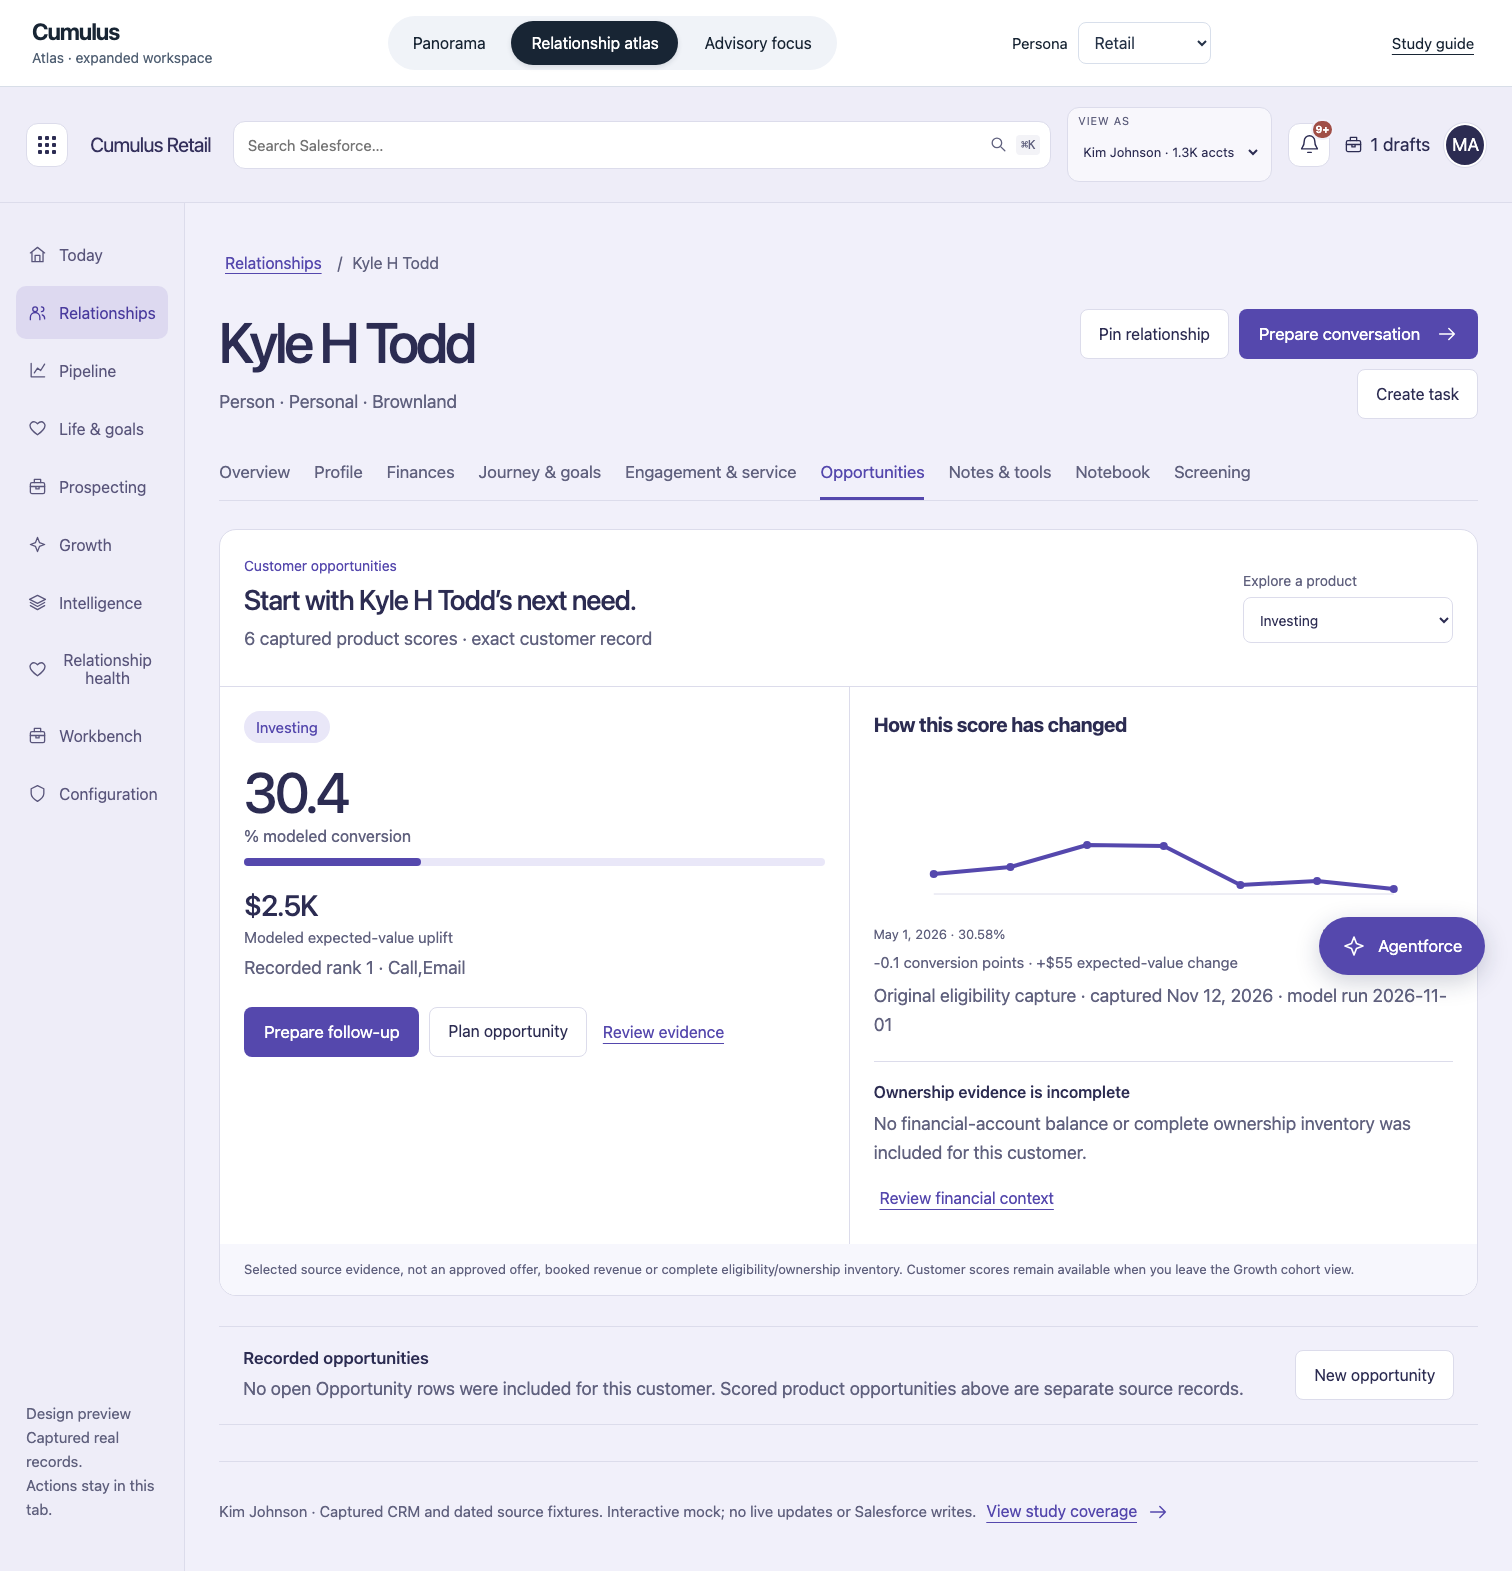 Cumulus
Atlas · expanded workspace
Panorama
Relationship atlas
Advisory focus
Persona
Retail
Study guide
Cumulus Retail
Search Salesforce...
⌘K
VIEW AS
Kim Johnson · 1.3K accts
9+
1 drafts
MA
Today
Relationships
Pipeline
Life & goals
Prospecting
Growth
Intelligence
Relationship
health
Workbench
Configuration
Design preview
Captured real
records.
Actions stay in this
tab.
Relationships / Kyle H Todd
Kyle H Todd
Person · Personal · Brownland
Pin relationship
Prepare conversation
Create task
Overview
Profile
Finances
Journey & goals
Engagement & service
Opportunities
Notes & tools
Notebook
Screening
Customer opportunities
Start with Kyle H Todd’s next need.
6 captured product scores · exact customer record
Explore a product
Investing
Investing
30.4
% modeled conversion
$2.5K
Modeled expected-value uplift
Recorded rank 1 · Call,Email
Prepare follow-up
Plan opportunity
Review evidence
How this score has changed
May 1, 2026 · 30.58%
-0.1 conversion points · +$55 expected-value change
Original eligibility capture · captured Nov 12, 2026 · model run 2026-11-
01
Agentforce
Ownership evidence is incomplete
No financial-account balance or complete ownership inventory was
included for this customer.
Review financial context
Selected source evidence, not an approved offer, booked revenue or complete eligibility/ownership inventory. Customer scores remain available when you leave the Growth cohort view.
Recorded opportunities
No open Opportunity rows were included for this customer. Scored product opportunities above are separate source records.
New opportunity
Kim Johnson · Captured CRM and dated source fixtures. Interactive mock; no live updates or Salesforce writes.
View study coverage